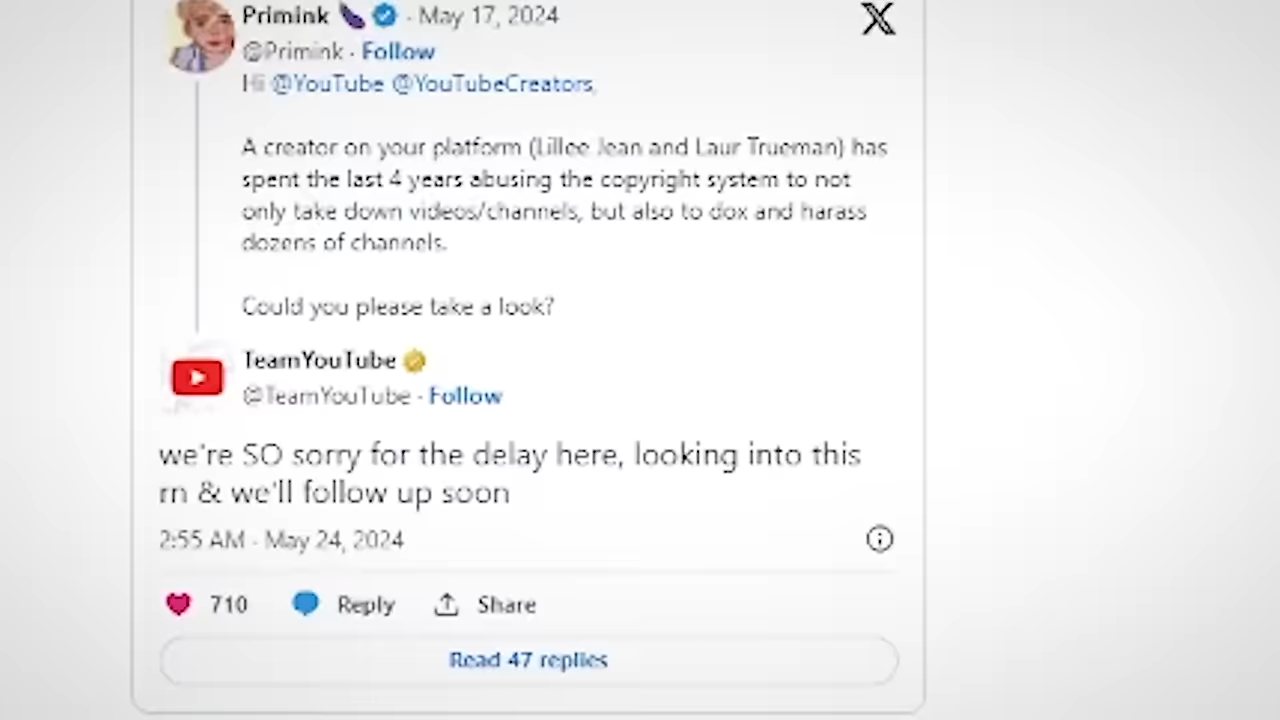 Primink 🍆 · May 17, 2024
@Primink · Follow
Hi @YouTube @YouTubeCreators,
A creator on your platform (Lillee Jean and Laur Trueman) has
spent the last 4 years abusing the copyright system to not
only take down videos/channels, but also to dox and harass
dozens of channels.
Could you please take a look?
TeamYouTube
@TeamYouTube · Follow
we're SO sorry for the delay here, looking into this
rn & we'll follow up soon
2:55 AM · May 24, 2024
710 Reply Share
Read 47 replies